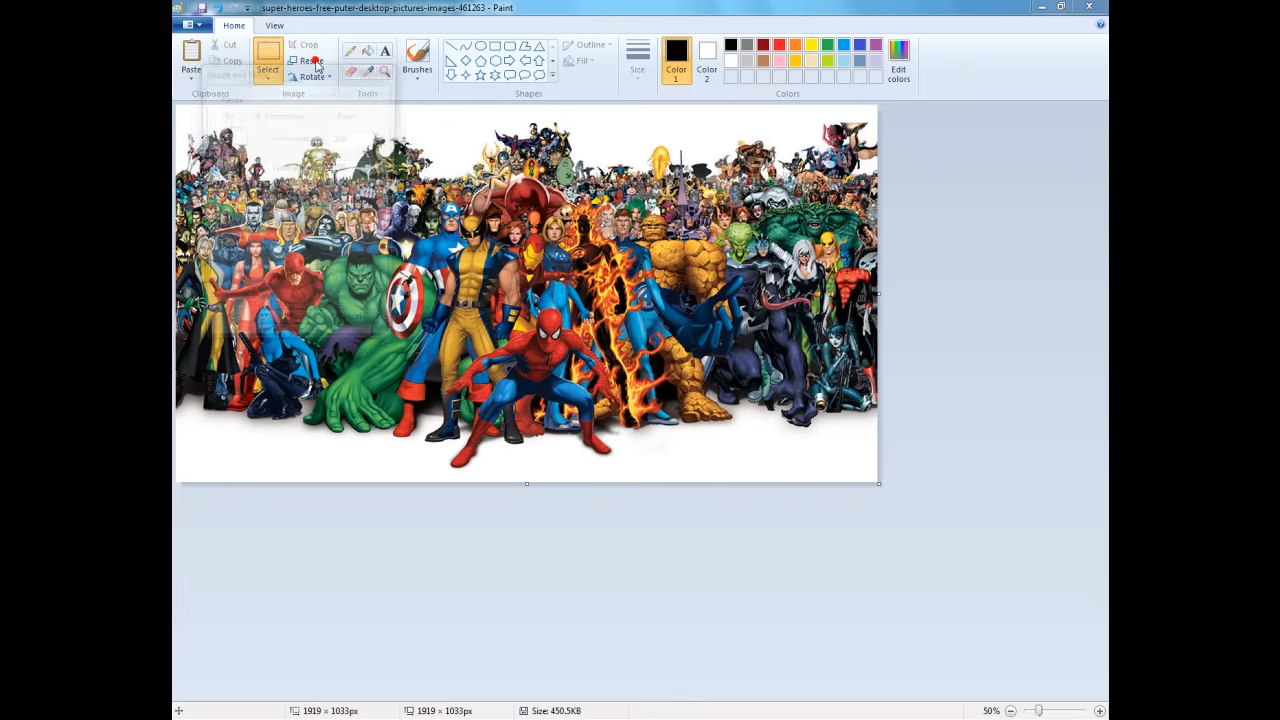 super-heroes-free-puter-desktop-pictures-images-461263 - Paint
Home View
Paste
Cut
Copy
Clipboard
Select
Crop
Resize
Rotate
Image
Tools
Brushes
Outline
Fill
Shapes
Size
Color 1
Color 2
Edit colors
Colors
1919 × 1033px
1919 × 1033px
Size: 450.5KB
50%